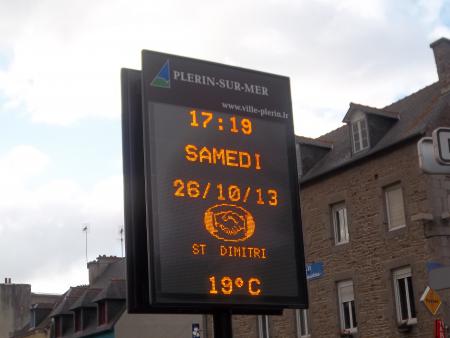 PLERIN-SUR-MER
www.ville-plerin.fr
17:19
SAMEDI
26/10/13
ST DIMITRI
19°C